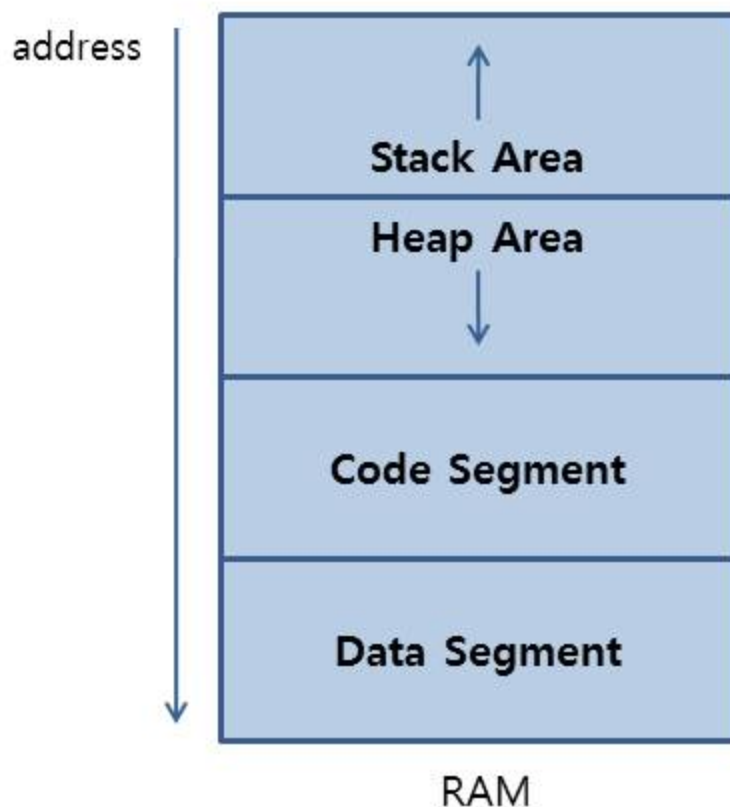 address
Stack Area
Heap Area
Code Segment
Data Segment
RAM